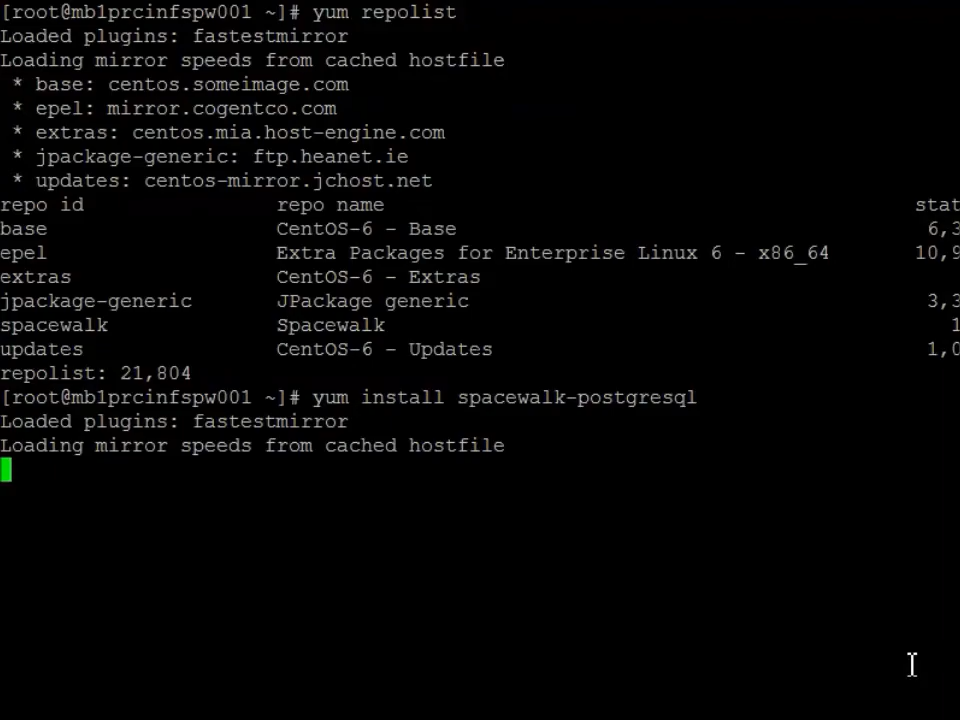 [root@mb1prcinfspw001 ~]# yum repolist
Loaded plugins: fastestmirror
Loading mirror speeds from cached hostfile
 * base: centos.someimage.com
 * epel: mirror.cogentco.com
 * extras: centos.mia.host-engine.com
 * jpackage-generic: ftp.heanet.ie
 * updates: centos-mirror.jchost.net
repo id                repo name                                            stat
base                   CentOS-6 - Base                                       6,3
epel                   Extra Packages for Enterprise Linux 6 - x86_64       10,9
extras                 CentOS-6 - Extras
jpackage-generic       JPackage generic                                      3,3
spacewalk              Spacewalk                                               1
updates                CentOS-6 - Updates                                    1,0
repolist: 21,804
[root@mb1prcinfspw001 ~]# yum install spacewalk-postgresql
Loaded plugins: fastestmirror
Loading mirror speeds from cached hostfile